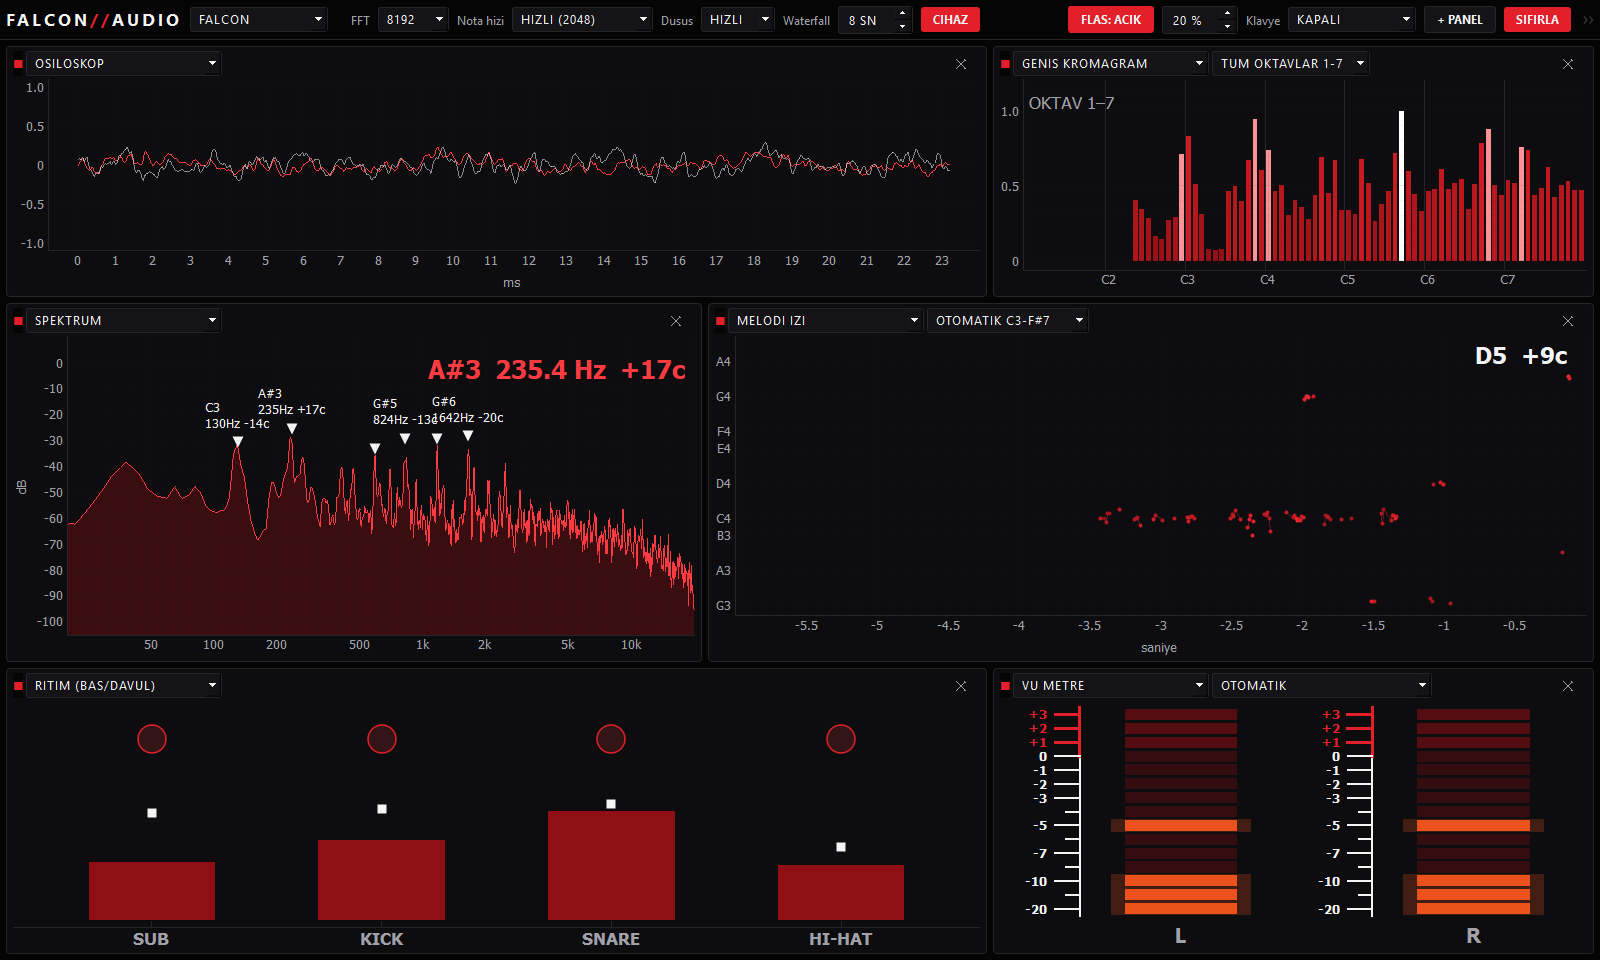 FALCON//AUDIO FALCON FFT 8192 Nota hizi HIZLI (2048) Dusus HIZLI Waterfall 8 SN CIHAZ FLAS: ACIK 20 % Klavye KAPALI + PANEL SIFIRLA
OSILOSKOP
1.0
0.5
0
-0.5
-1.0
0 1 2 3 4 5 6 7 8 9 10 11 12 13 14 15 16 17 18 19 20 21 22 23
ms
GENIS KROMAGRAM TUM OKTAVLAR 1-7
OKTAV 1–7
1.0
0.5
0
C2 C3 C4 C5 C6 C7
SPEKTRUM
A#3 235.4 Hz +17c
C3
130Hz -14c
A#3
235Hz +17c
G#5
824Hz -13c
G#6
1642Hz -20c
dB
0
-10
-20
-30
-40
-50
-60
-70
-80
-90
-100
50 100 200 500 1k 2k 5k 10k
MELODI IZI OTOMATIK C3-F#7
D5 +9c
A4
G4
F4
E4
D4
C4
B3
A3
G3
-5.5 -5 -4.5 -4 -3.5 -3 -2.5 -2 -1.5 -1 -0.5
saniye
RITIM (BAS/DAVUL)
SUB KICK SNARE HI-HAT
VU METRE OTOMATIK
+3 +3
+2 +2
+1 +1
0 0
-1 -1
-2 -2
-3 -3
-5 -5
-7 -7
-10 -10
-20 -20
L R